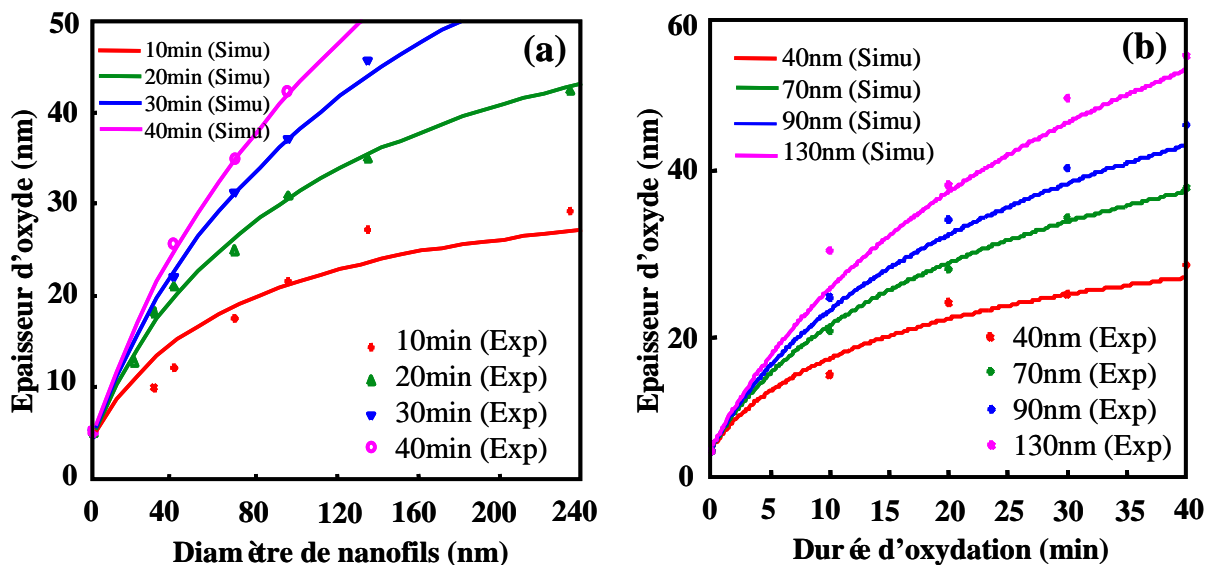 (a)
10min (Simu)
20min (Simu)
30min (Simu)
40min (Simu)
10min (Exp)
20min (Exp)
30min (Exp)
40min (Exp)
Epaisseur d'oxyde (nm)
50
40
30
20
10
0
0 40 80 120 160 200 240
Diamètre de nanofils (nm)
(b)
40nm (Simu)
70nm (Simu)
90nm (Simu)
130nm (Simu)
40nm (Exp)
70nm (Exp)
90nm (Exp)
130nm (Exp)
Epaisseur d'oxyde (nm)
60
40
20
0
0 5 10 15 20 25 30 35 40
Durée d'oxydation (min)